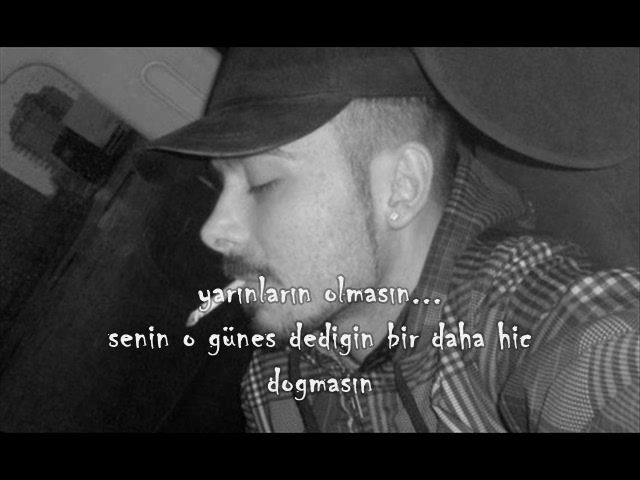 yarınların olmasın...
senin o günes dedigin bir daha hic
dogmasın